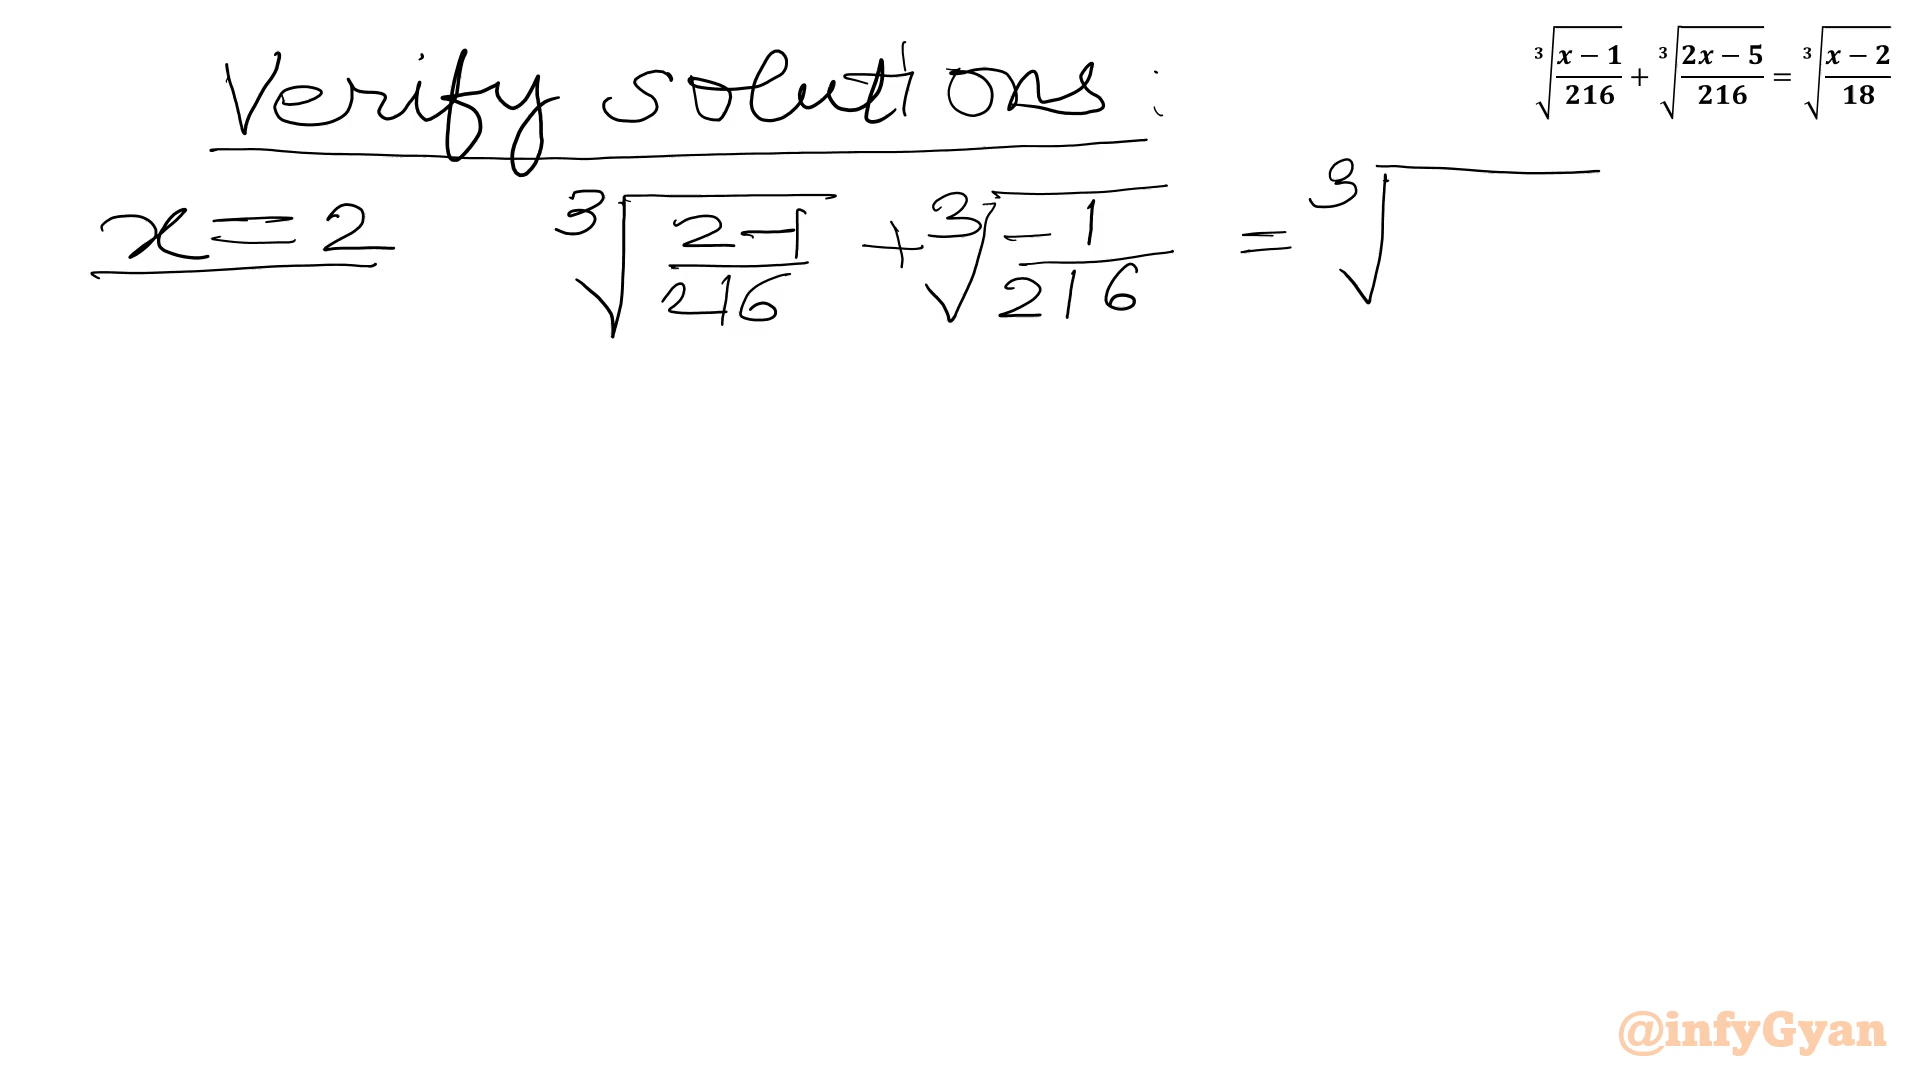 Verify solutions :
∛((x − 1)/216) + ∛((2x − 5)/216) = ∛((x − 2)/18)
x = 2 ∛((2 − 1)/216) + ∛(−1/216) = ∛
@infyGyan